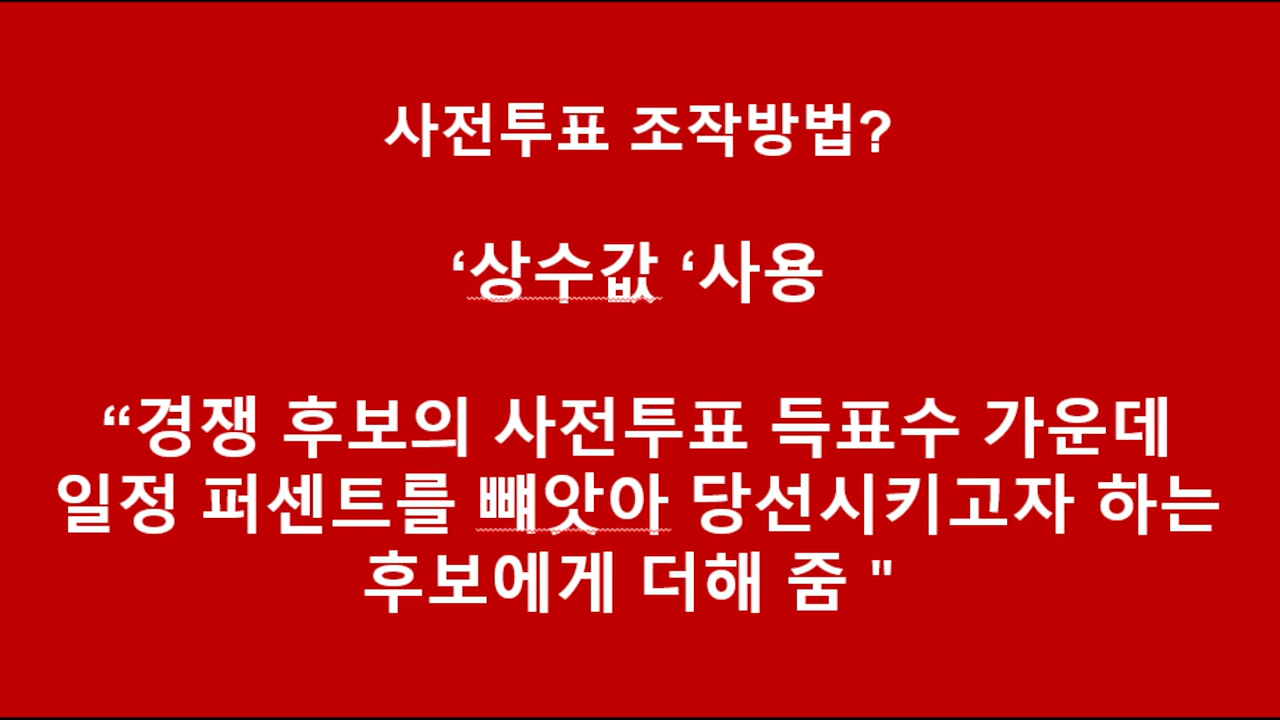 사전투표 조작방법?
‘상수값 ‘사용
“경쟁 후보의 사전투표 득표수 가운데
일정 퍼센트를 빼앗아 당선시키고자 하는
후보에게 더해 줌 "